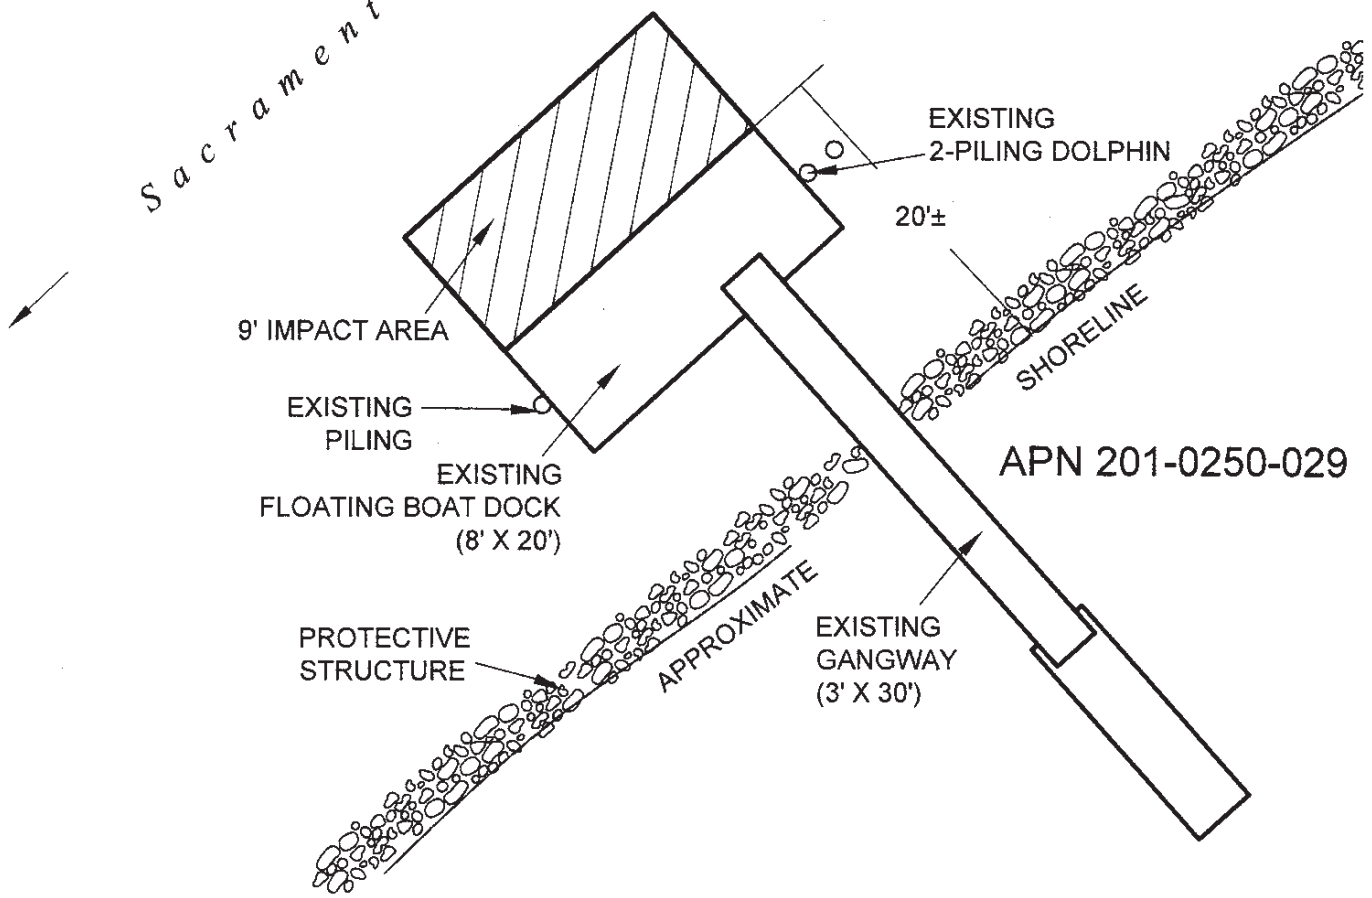 Sacrament
EXISTING
2-PILING DOLPHIN
20'±
9' IMPACT AREA
SHORELINE
EXISTING
PILING
EXISTING
FLOATING BOAT DOCK
(8' X 20')
APN 201-0250-029
APPROXIMATE
EXISTING
GANGWAY
(3' X 30')
PROTECTIVE
STRUCTURE